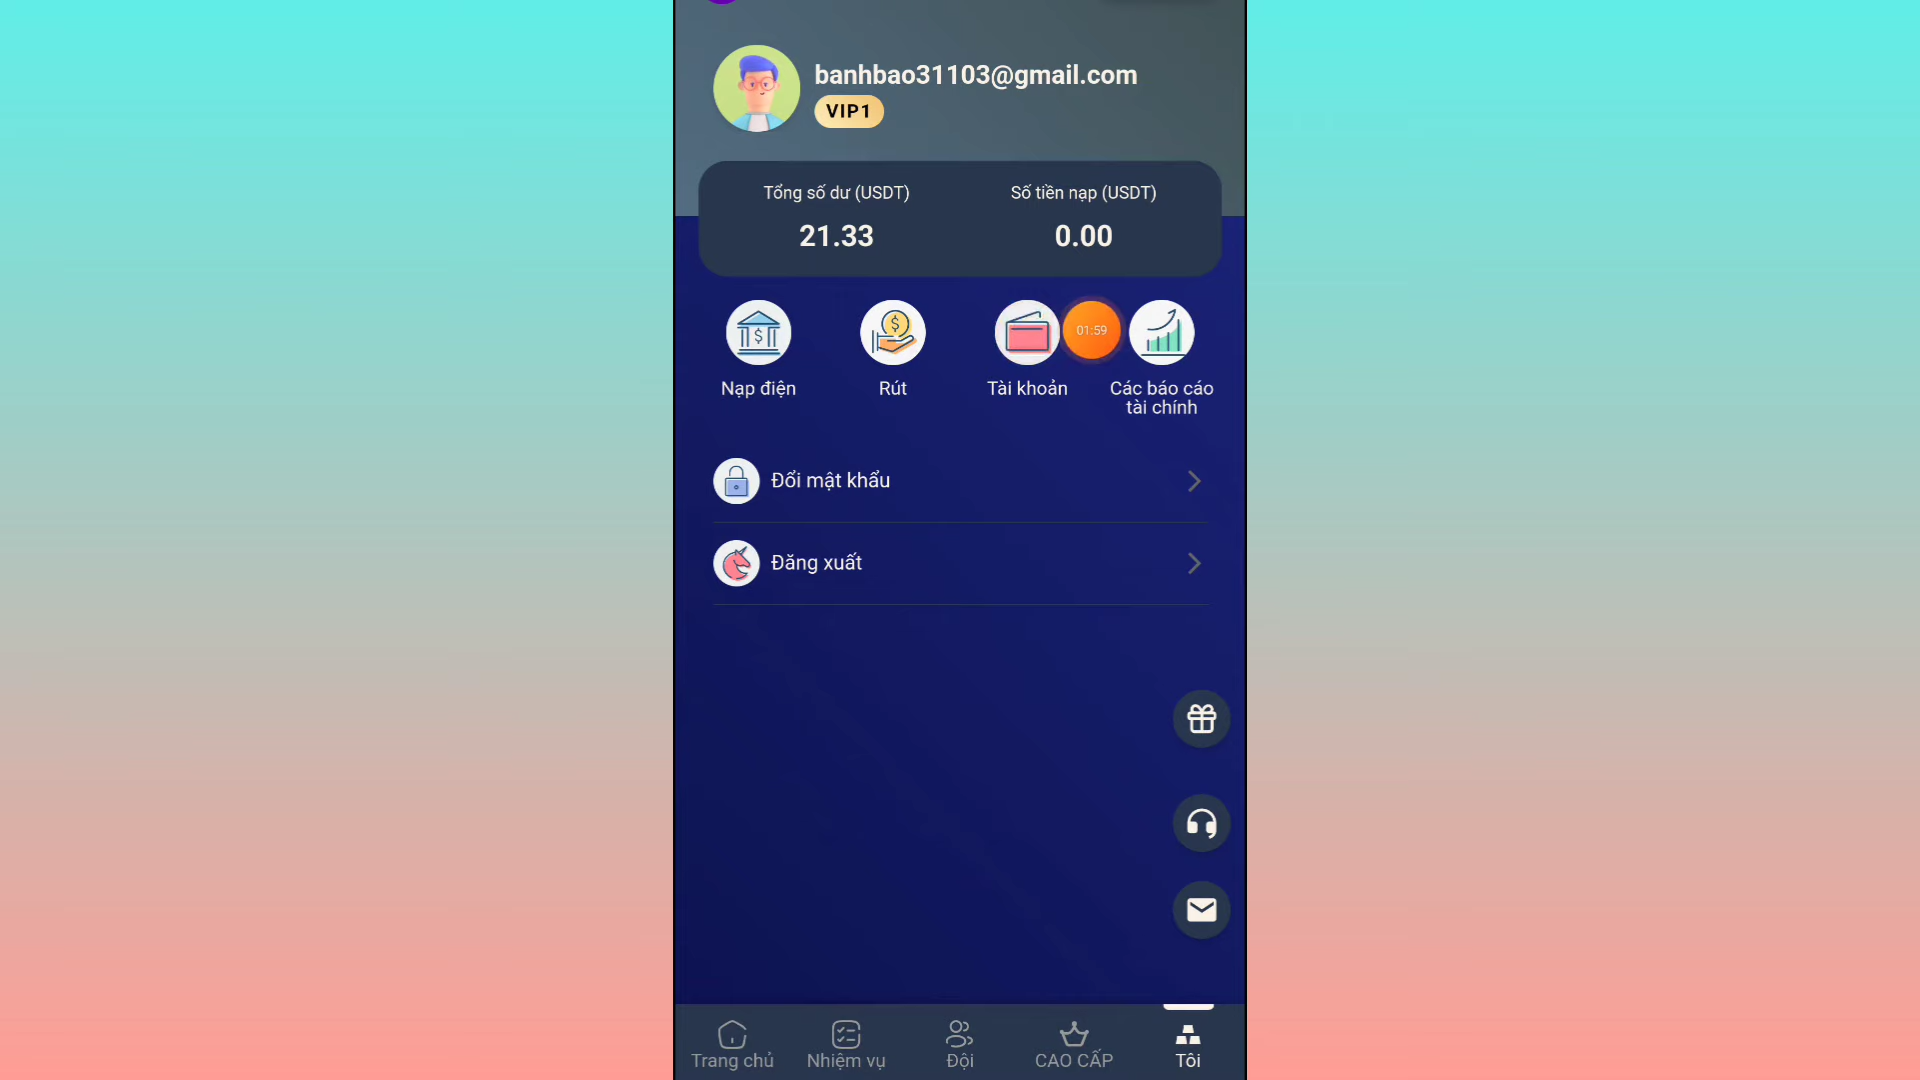 banhbao31103@gmail.com
VIP1
Tổng số dư (USDT)
Số tiền nạp (USDT)
21.33
0.00
01:59
Nạp điện
Rút
Tài khoản
Các báo cáo
tài chính
Đổi mật khẩu
Đăng xuất
Trang chủ
Nhiệm vụ
Đội
CAO CẤP
Tôi